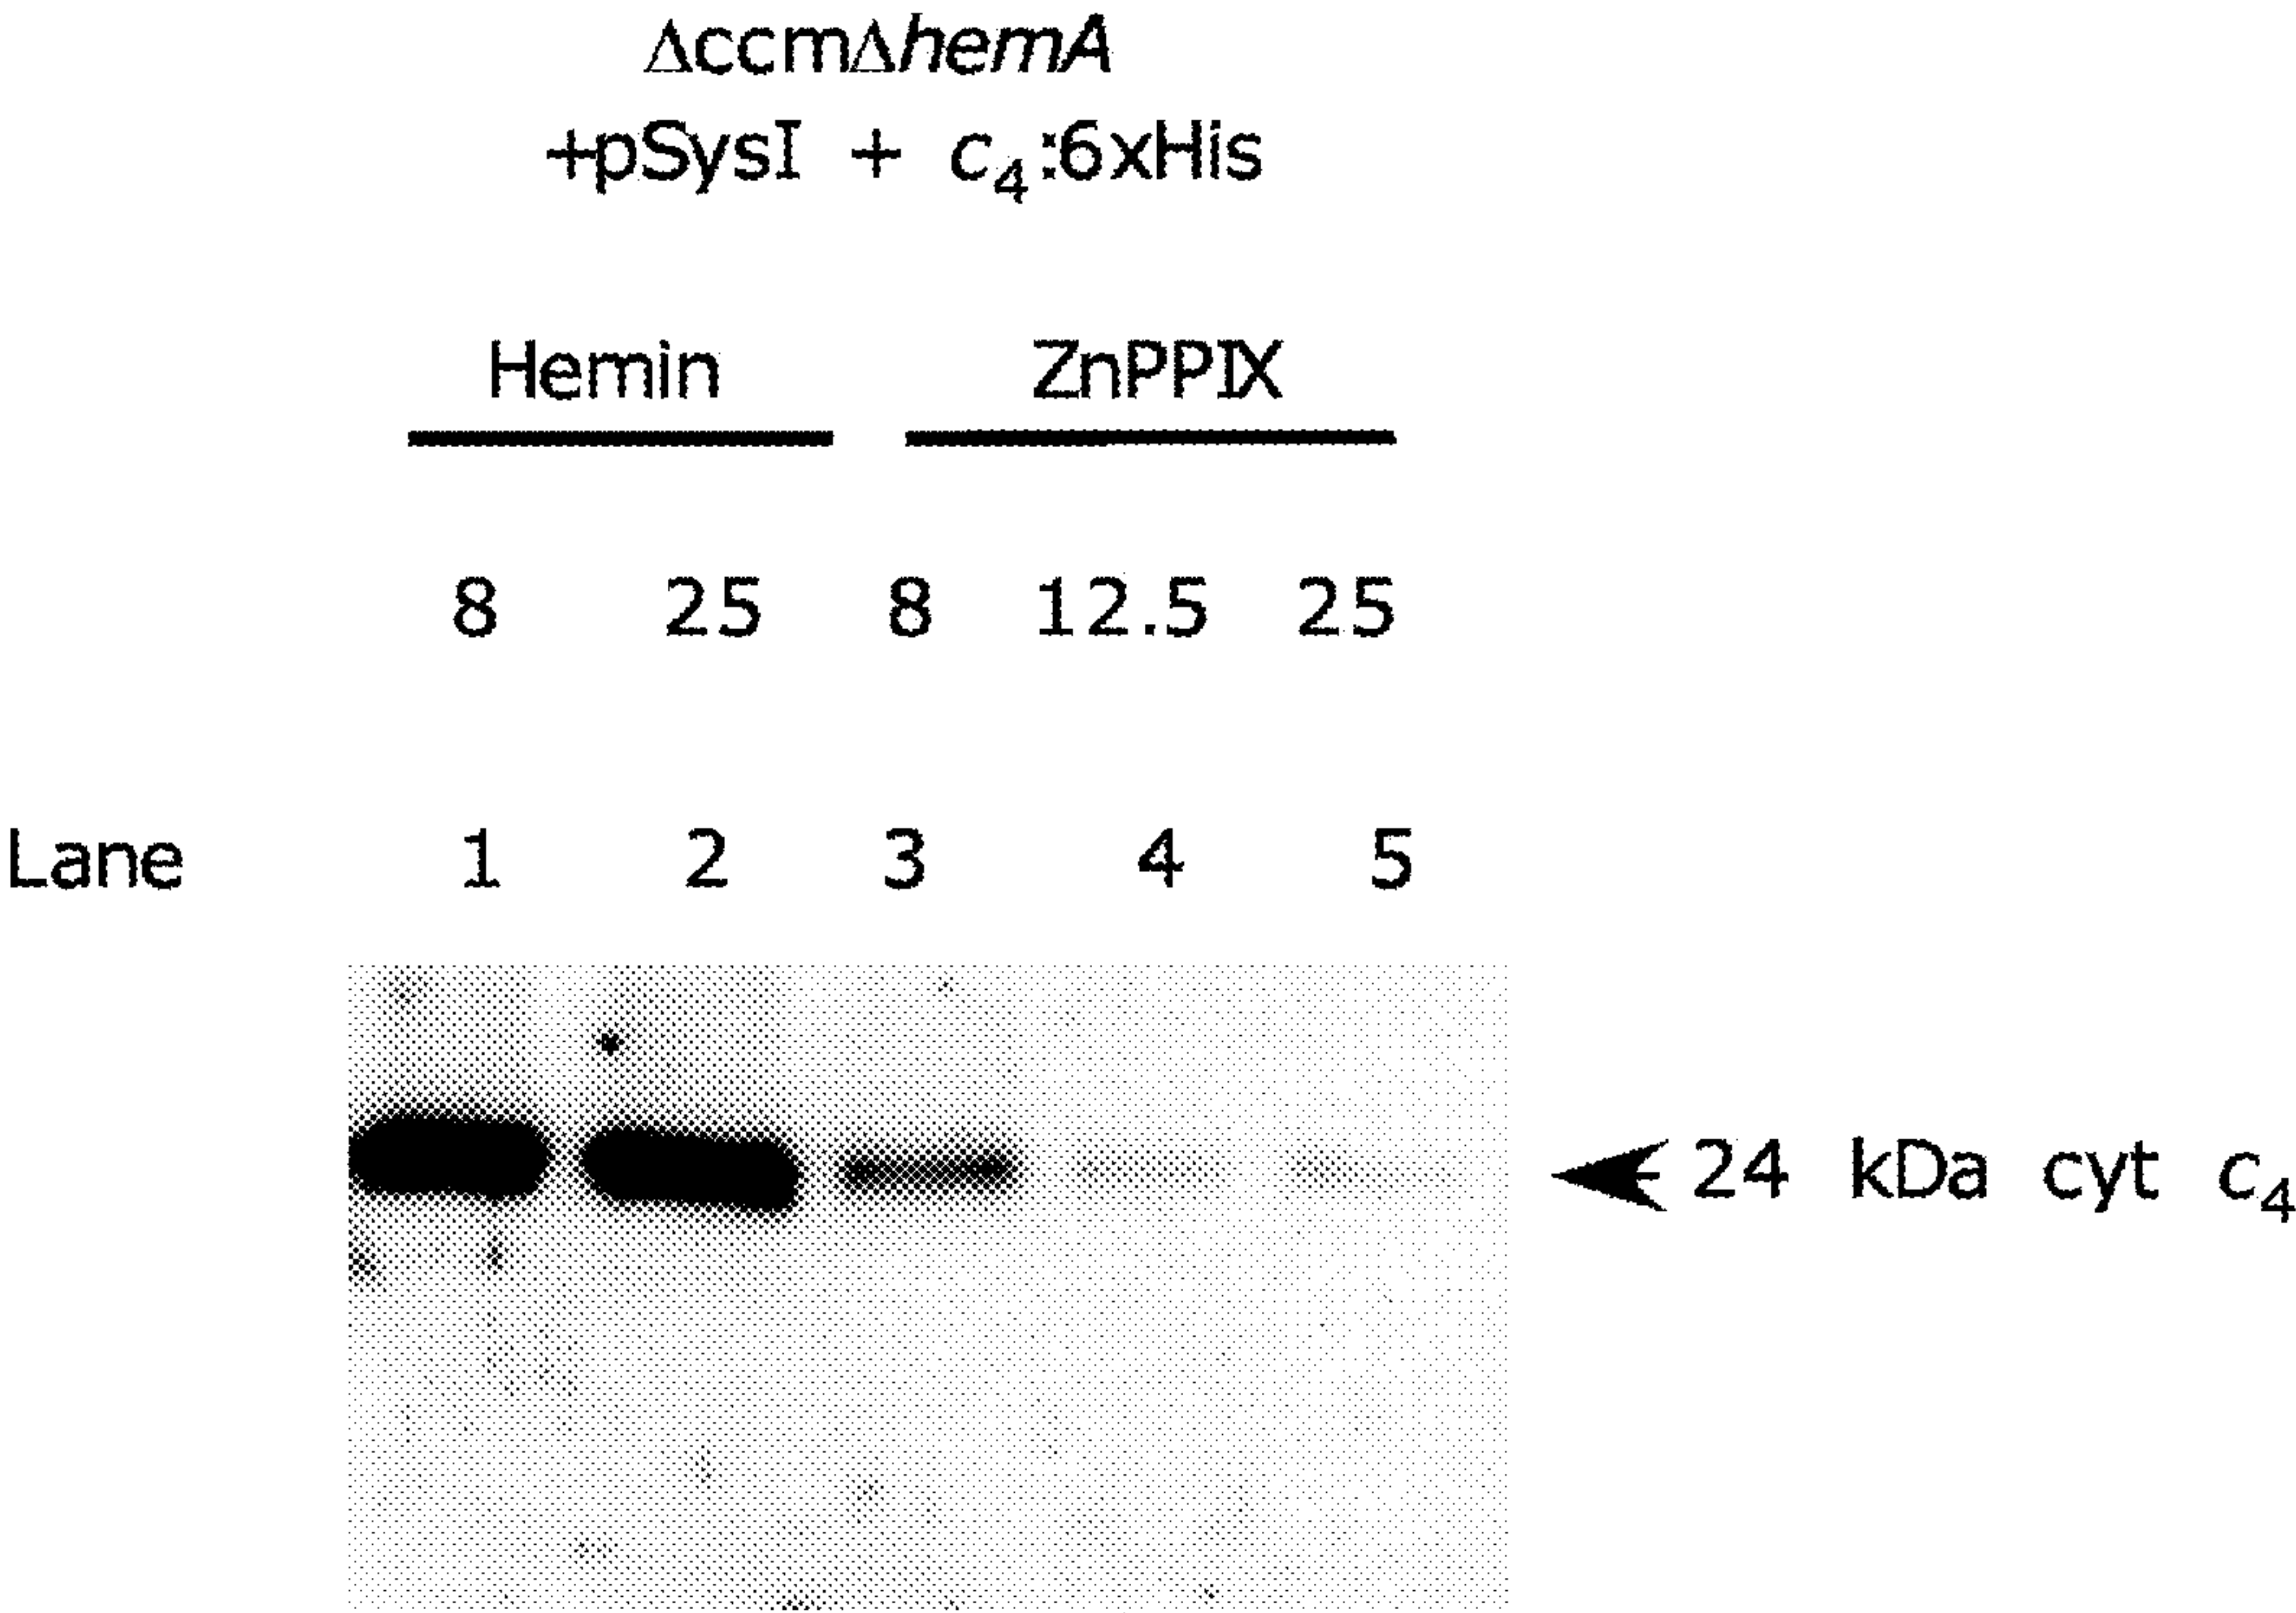 ΔccmΔhemA
+pSysI + c₄:6xHis
Hemin ZnPPIX
8 25 8 12.5 25
Lane 1 2 3 4 5
24 kDa cyt c₄